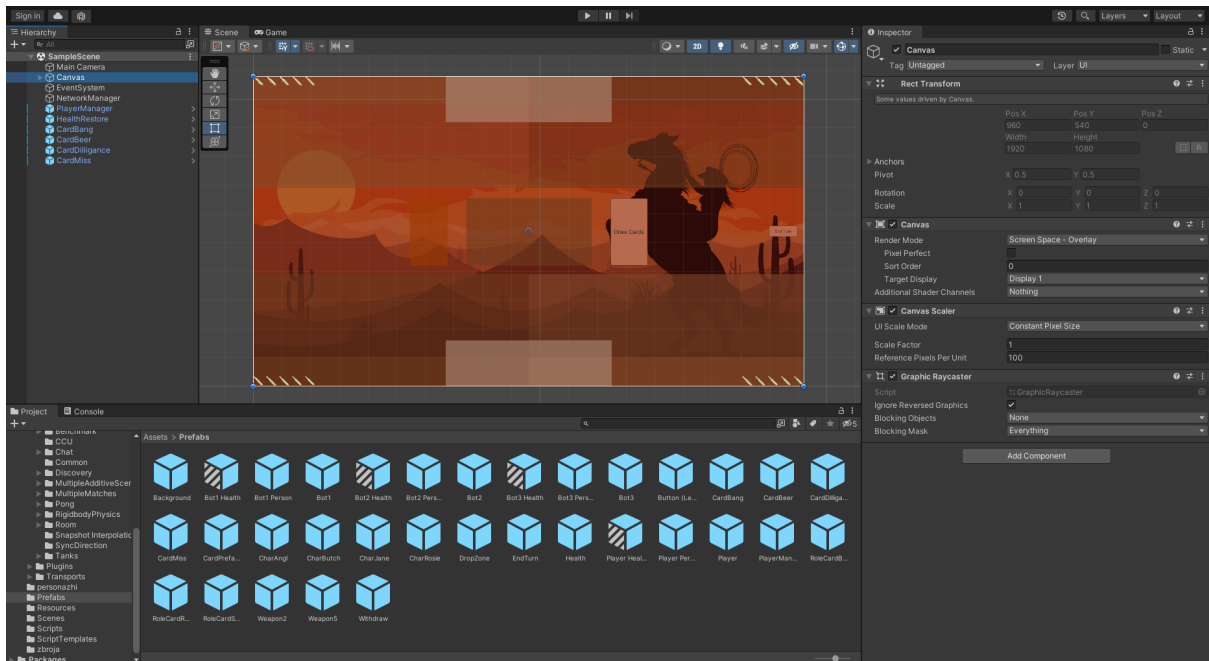 Sign in
Layers
Layout
Hierarchy
All
SampleScene
Main Camera
Canvas
EventSystem
NetworkManager
PlayerManager
HealthRestore
CardBang
CardBeer
CardDilligance
CardMiss
Scene
Game
2D
Draw Cards
End Turn
Inspector
Canvas
Static
Tag Untagged
Layer UI
Rect Transform
Some values driven by Canvas.
Pos X Pos Y Pos Z
960 540 0
Width Height
1920 1080
R
Anchors
Pivot X 0.5 Y 0.5
Rotation X 0 Y 0 Z 0
Scale X 1 Y 1 Z 1
Canvas
Render Mode Screen Space - Overlay
Pixel Perfect
Sort Order 0
Target Display Display 1
Additional Shader Channels Nothing
Canvas Scaler
UI Scale Mode Constant Pixel Size
Scale Factor 1
Reference Pixels Per Unit 100
Graphic Raycaster
Script GraphicRaycaster
Ignore Reversed Graphics
Blocking Objects None
Blocking Mask Everything
Add Component
Project
Console
5
Benchmark
CCU
Chat
Common
Discovery
MultipleAdditiveScer
MultipleMatches
Pong
RigidbodyPhysics
Room
Snapshot Interpolatic
SyncDirection
Tanks
Plugins
Transports
personazhi
Prefabs
Resources
Scenes
Scripts
ScriptTemplates
zbroja
Packages
Assets > Prefabs
Background Bot1 Health Bot1 Person Bot1 Bot2 Health Bot2 Pers... Bot2 Bot3 Health Bot3 Pers... Bot3 Button (Le... CardBang CardBeer CardDilliga...
CardMiss CardPrefa... CharAngl CharButch CharJane CharRosie DropZone EndTurn Health Player Heal... Player Per... Player PlayerMan... RoleCardB...
RoleCardR... RoleCardS... Weapon2 Weapon5 Withdraw